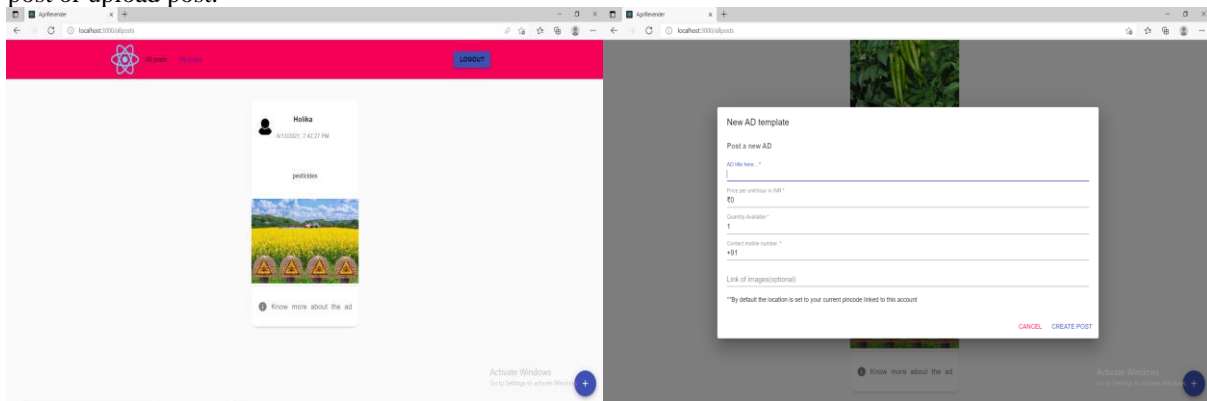 post or upload post.
AgriRevender
localhost:3000/allposts
All posts My posts
LOGOUT
Holika
7:42:27 PM
pesticides
Know more about the ad
Activate Windows
Go to Settings to activate Windows
AgriRevender
localhost:3000/allposts
New AD template
Post a new AD
AD title here... *
Price per unit/hour in INR *
₹0
Quantity Available *
1
Contact mobile number: *
+91
Link of images(optional)
**By default the location is set to your current pincode linked to this account
CANCEL CREATE POST
Know more about the ad
Activate Windows
Go to Settings to activate Windows